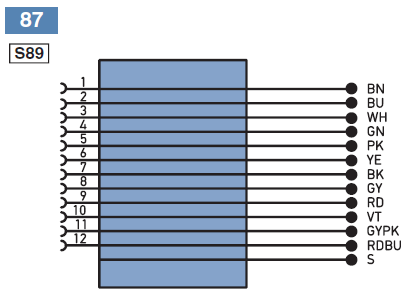 87
S89
1 BN
2 BU
3 WH
4 GN
5 PK
6 YE
7 BK
8 GY
9 RD
10 VT
11 GYPK
12 RDBU
S